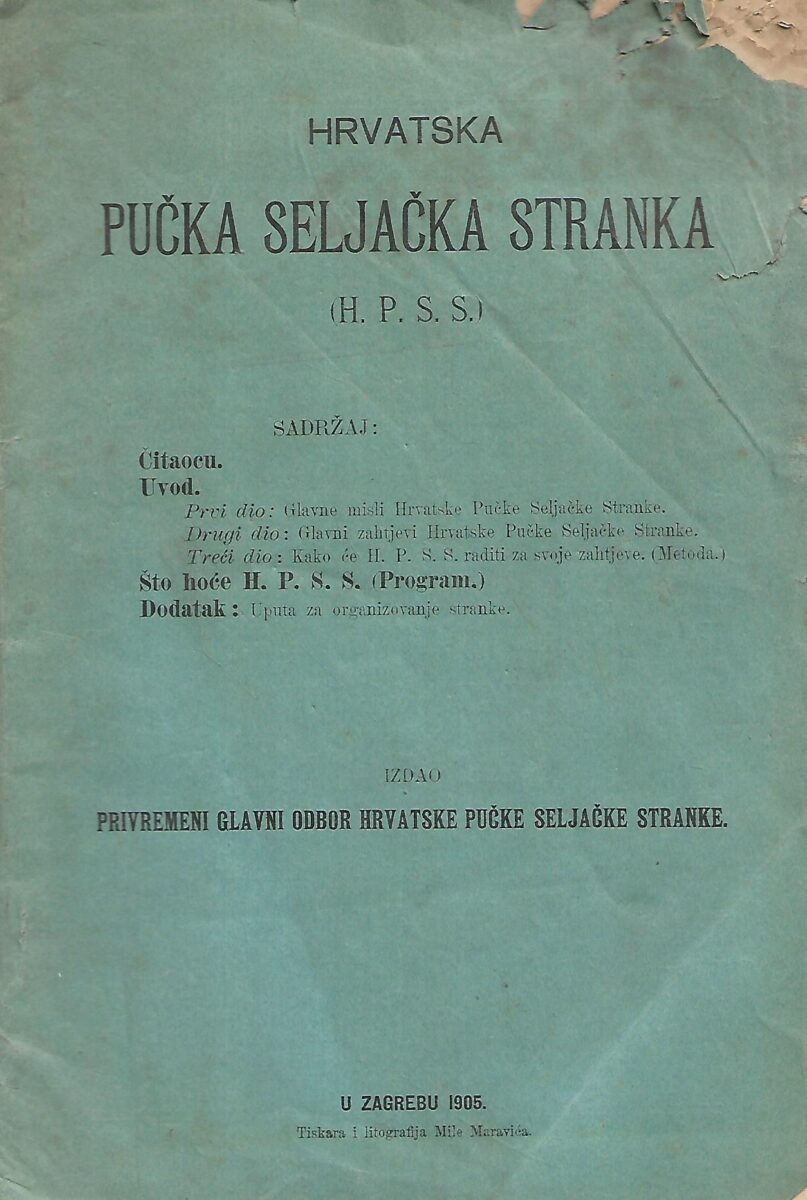 HRVATSKA
PUČKA SELJAČKA STRANKA
(H. P. S. S.)
SADRŽAJ:
Čitaocu.
Uvod.
Prvi dio: Glavne misli Hrvatske Pučke Seljačke Stranke.
Drugi dio: Glavni zahtjevi Hrvatske Pučke Seljačke Stranke.
Treći dio: Kako će H. P. S. S. raditi za svoje zahtjeve. (Metoda.)
Što hoće H. P. S. S. (Program.)
Dodatak: Uputa za organizovanje stranke.
IZDAO
PRIVREMENI GLAVNI ODBOR HRVATSKE PUČKE SELJAČKE STRANKE.
U ZAGREBU 1905.
Tiskara i litografija Mile Maravića.